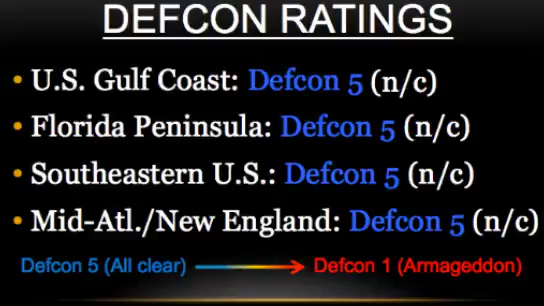 DEFCON RATINGS
• U.S. Gulf Coast: Defcon 5 (n/c)
• Florida Peninsula: Defcon 5 (n/c)
• Southeastern U.S.: Defcon 5 (n/c)
• Mid-Atl./New England: Defcon 5 (n/c)
Defcon 5 (All clear) → Defcon 1 (Armageddon)